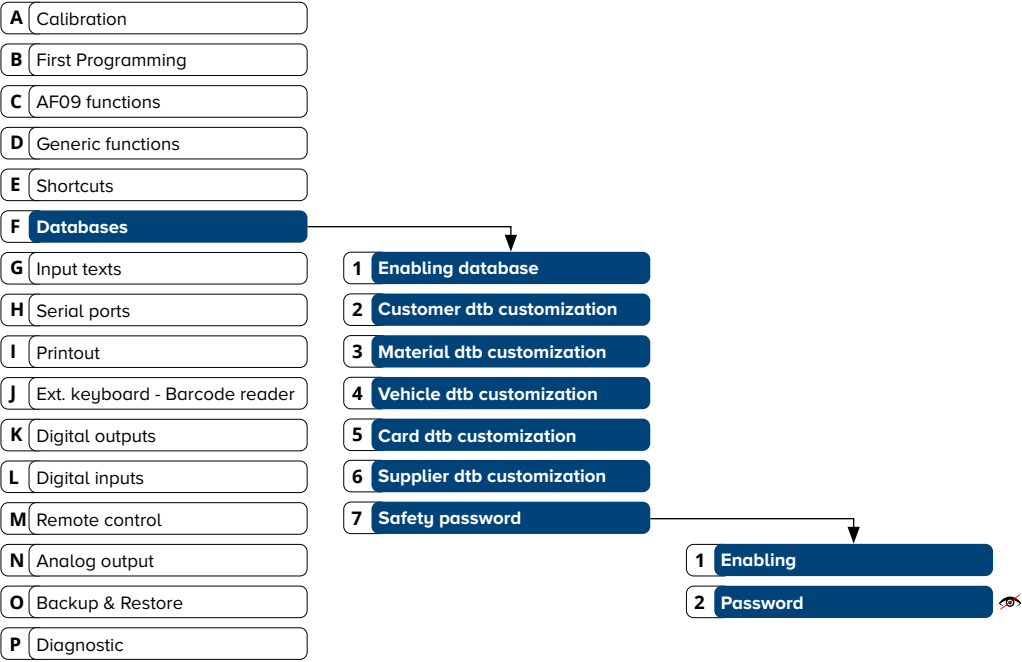 A Calibration
B First Programming
C AF09 functions
D Generic functions
E Shortcuts
F Databases
G Input texts
H Serial ports
I Printout
J Ext. keyboard - Barcode reader
K Digital outputs
L Digital inputs
M Remote control
N Analog output
O Backup & Restore
P Diagnostic
1 Enabling database
2 Customer dtb customization
3 Material dtb customization
4 Vehicle dtb customization
5 Card dtb customization
6 Supplier dtb customization
7 Safety password
1 Enabling
2 Password